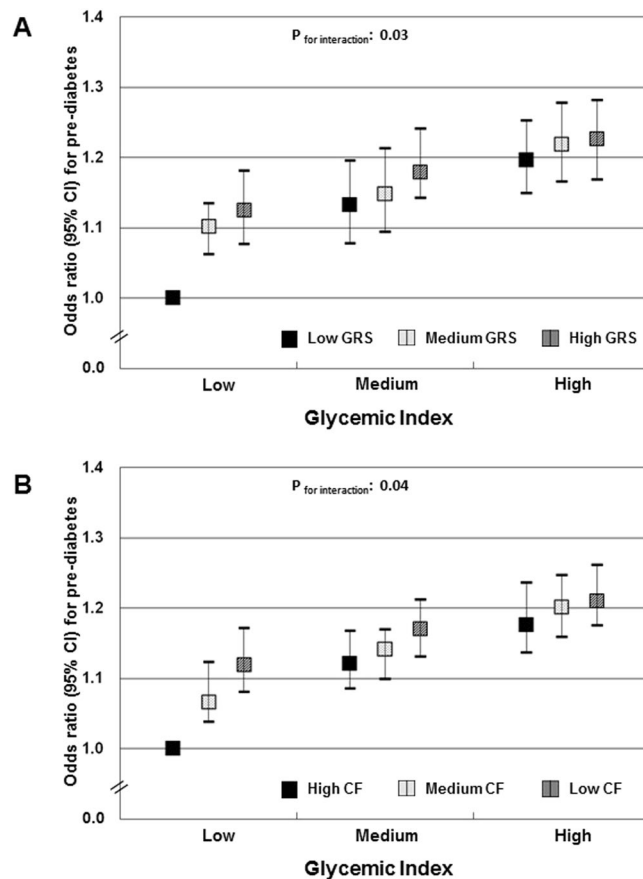 A
P for interaction: 0.03
Odds ratio (95% CI) for pre-diabetes
1.4
1.3
1.2
1.1
1.0
0.0
Low GRS Medium GRS High GRS
Low Medium High
Glycemic Index
B
P for interaction: 0.04
Odds ratio (95% CI) for pre-diabetes
1.4
1.3
1.2
1.1
1.0
0.0
High CF Medium CF Low CF
Low Medium High
Glycemic Index